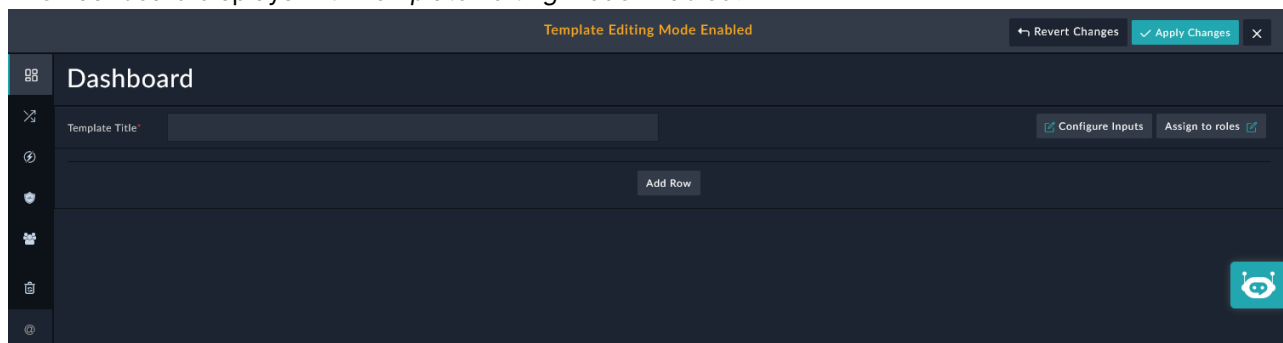 Template Editing Mode Enabled
Revert Changes
Apply Changes
Dashboard
Template Title*
Configure Inputs
Assign to roles
Add Row
@